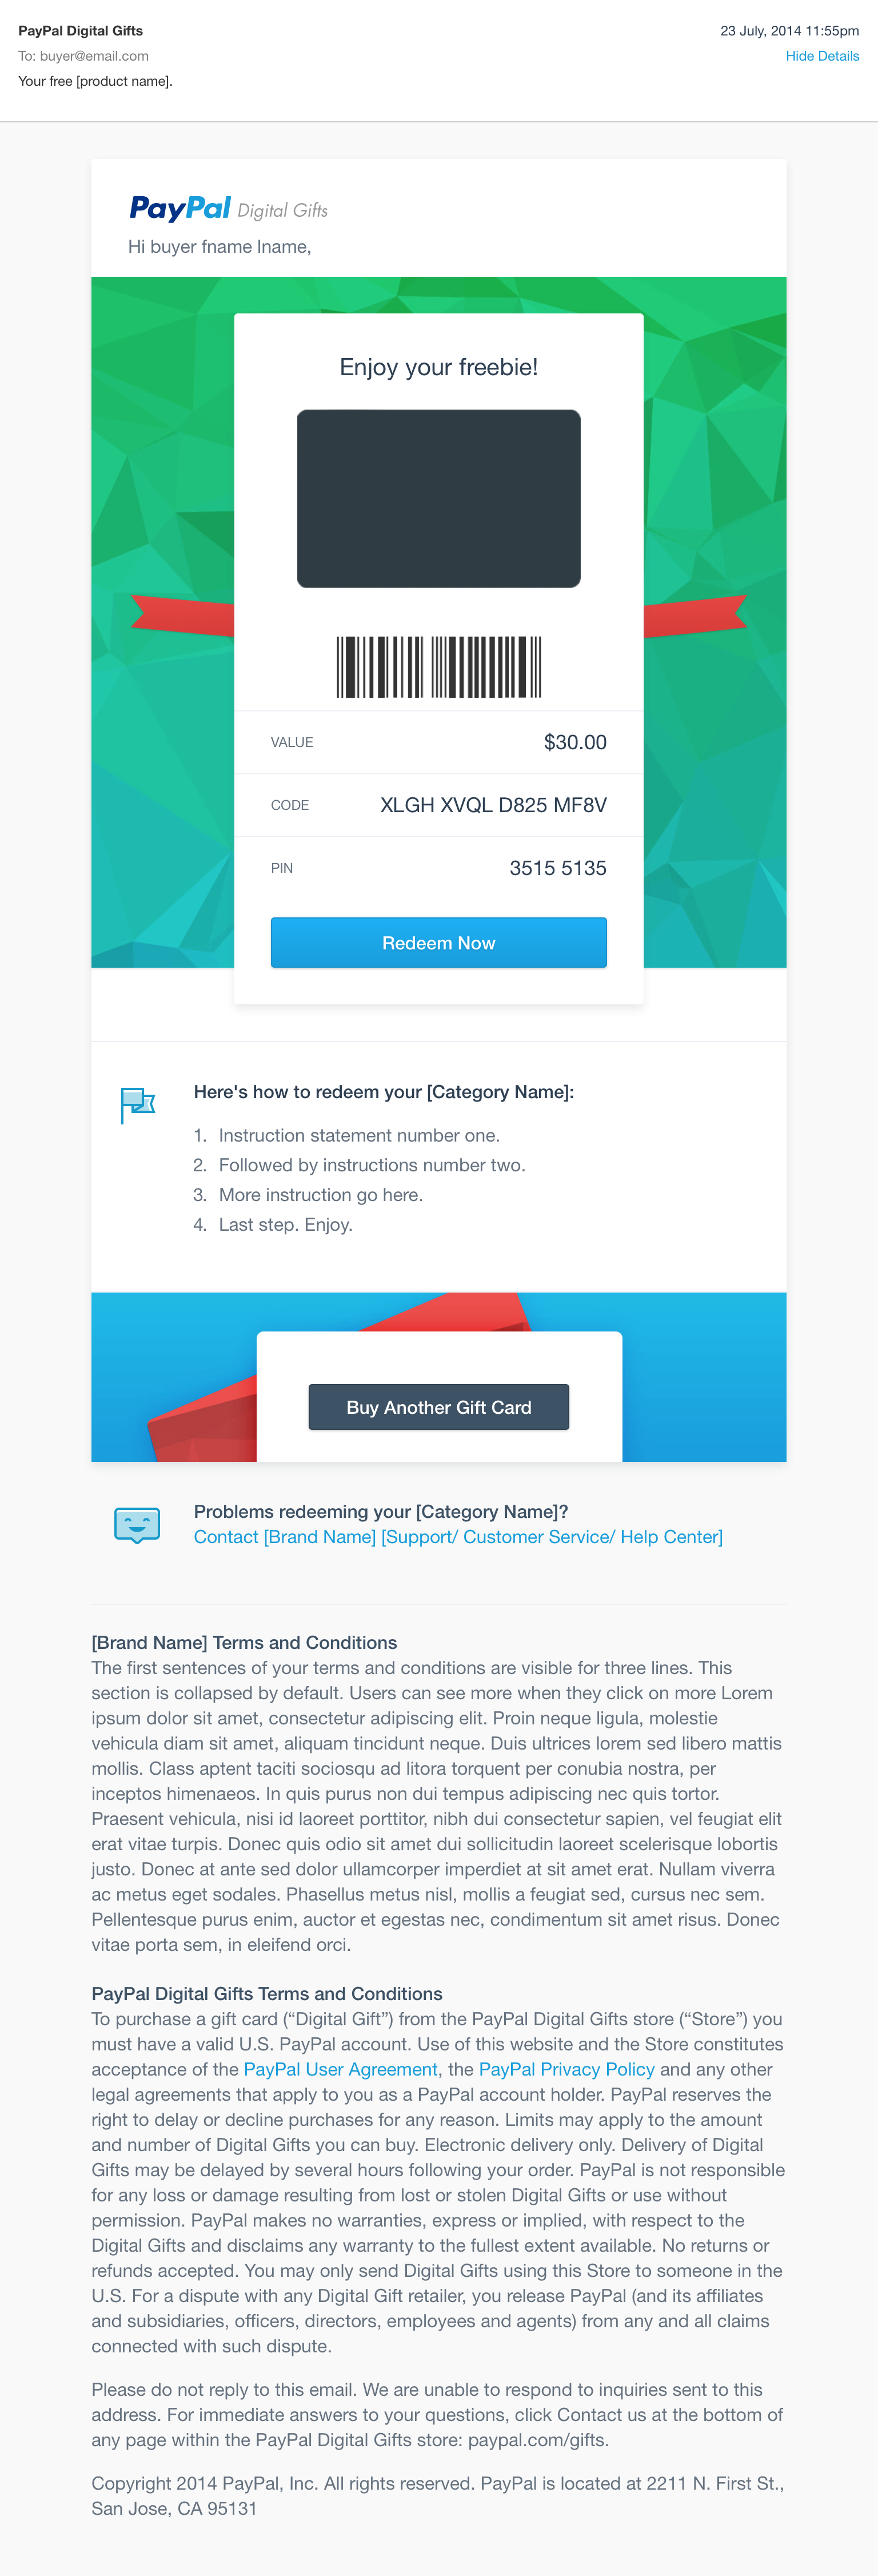 PayPal Digital Gifts
23 July, 2014 11:55pm
To: buyer@email.com
Hide Details
Your free [product name].
PayPal Digital Gifts
Hi buyer fname lname,
Enjoy your freebie!
VALUE
$30.00
CODE
XLGH XVQL D825 MF8V
PIN
3515 5135
Redeem Now
Here's how to redeem your [Category Name]:
1. Instruction statement number one.
2. Followed by instructions number two.
3. More instruction go here.
4. Last step. Enjoy.
Buy Another Gift Card
Problems redeeming your [Category Name]?
Contact [Brand Name] [Support/ Customer Service/ Help Center]
[Brand Name] Terms and Conditions
The first sentences of your terms and conditions are visible for three lines. This
section is collapsed by default. Users can see more when they click on more Lorem
ipsum dolor sit amet, consectetur adipiscing elit. Proin neque ligula, molestie
vehicula diam sit amet, aliquam tincidunt neque. Duis ultrices lorem sed libero mattis
mollis. Class aptent taciti sociosqu ad litora torquent per conubia nostra, per
inceptos himenaeos. In quis purus non dui tempus adipiscing nec quis tortor.
Praesent vehicula, nisi id laoreet porttitor, nibh dui consectetur sapien, vel feugiat elit
erat vitae turpis. Donec quis odio sit amet dui sollicitudin laoreet scelerisque lobortis
justo. Donec at ante sed dolor ullamcorper imperdiet at sit amet erat. Nullam viverra
ac metus eget sodales. Phasellus metus nisl, mollis a feugiat sed, cursus nec sem.
Pellentesque purus enim, auctor et egestas nec, condimentum sit amet risus. Donec
vitae porta sem, in eleifend orci.
PayPal Digital Gifts Terms and Conditions
To purchase a gift card (“Digital Gift”) from the PayPal Digital Gifts store (“Store”) you
must have a valid U.S. PayPal account. Use of this website and the Store constitutes
acceptance of the PayPal User Agreement, the PayPal Privacy Policy and any other
legal agreements that apply to you as a PayPal account holder. PayPal reserves the
right to delay or decline purchases for any reason. Limits may apply to the amount
and number of Digital Gifts you can buy. Electronic delivery only. Delivery of Digital
Gifts may be delayed by several hours following your order. PayPal is not responsible
for any loss or damage resulting from lost or stolen Digital Gifts or use without
permission. PayPal makes no warranties, express or implied, with respect to the
Digital Gifts and disclaims any warranty to the fullest extent available. No returns or
refunds accepted. You may only send Digital Gifts using this Store to someone in the
U.S. For a dispute with any Digital Gift retailer, you release PayPal (and its affiliates
and subsidiaries, officers, directors, employees and agents) from any and all claims
connected with such dispute.
Please do not reply to this email. We are unable to respond to inquiries sent to this
address. For immediate answers to your questions, click Contact us at the bottom of
any page within the PayPal Digital Gifts store: paypal.com/gifts.
Copyright 2014 PayPal, Inc. All rights reserved. PayPal is located at 2211 N. First St.,
San Jose, CA 95131